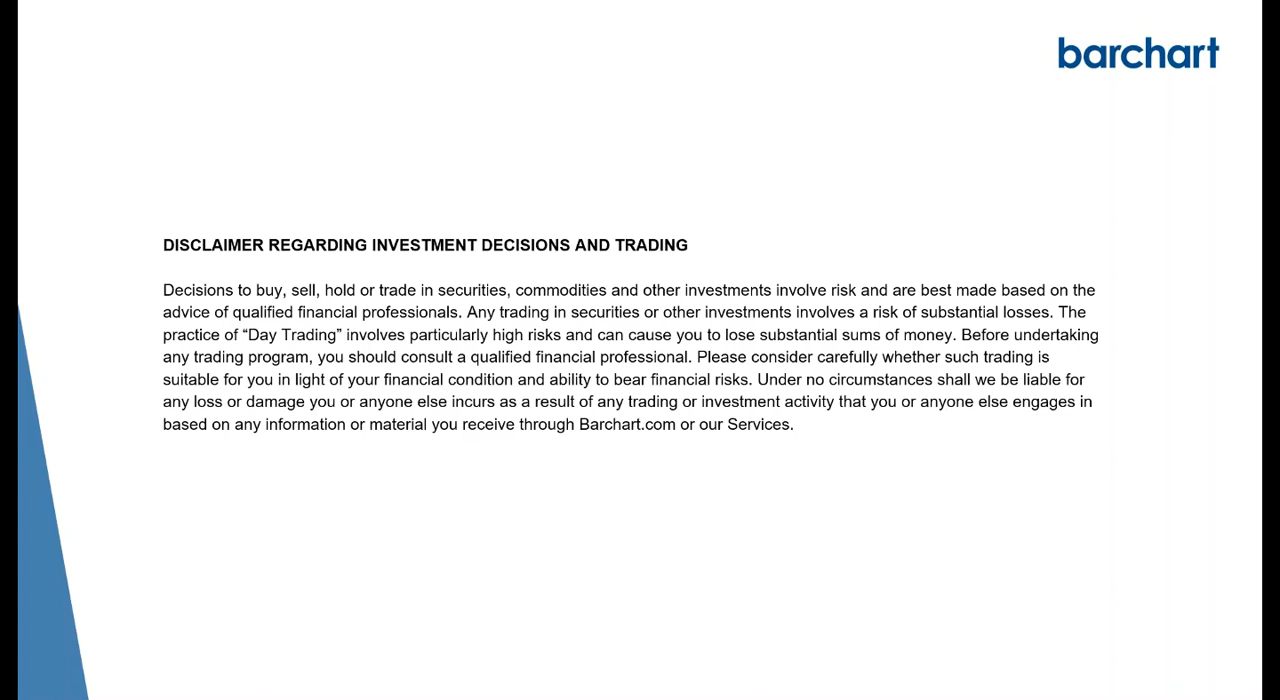 barchart
DISCLAIMER REGARDING INVESTMENT DECISIONS AND TRADING
Decisions to buy, sell, hold or trade in securities, commodities and other investments involve risk and are best made based on the
advice of qualified financial professionals. Any trading in securities or other investments involves a risk of substantial losses. The
practice of “Day Trading” involves particularly high risks and can cause you to lose substantial sums of money. Before undertaking
any trading program, you should consult a qualified financial professional. Please consider carefully whether such trading is
suitable for you in light of your financial condition and ability to bear financial risks. Under no circumstances shall we be liable for
any loss or damage you or anyone else incurs as a result of any trading or investment activity that you or anyone else engages in
based on any information or material you receive through Barchart.com or our Services.